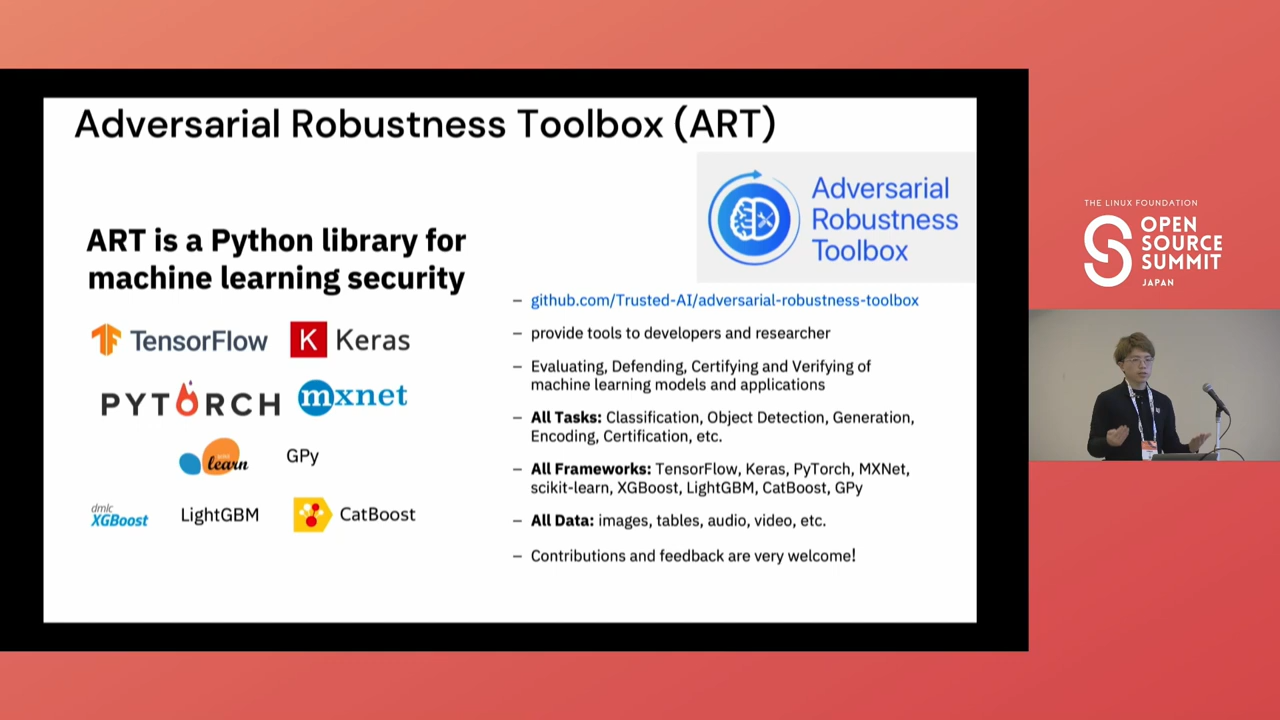 Adversarial Robustness Toolbox (ART)
Adversarial
Robustness
Toolbox
ART is a Python library for
machine learning security
TensorFlow
K Keras
PYTORCH
mxnet
learn
GPy
dmlc
XGBoost
LightGBM
CatBoost
– github.com/Trusted-AI/adversarial-robustness-toolbox
– provide tools to developers and researcher
– Evaluating, Defending, Certifying and Verifying of
machine learning models and applications
– All Tasks: Classification, Object Detection, Generation,
Encoding, Certification, etc.
– All Frameworks: TensorFlow, Keras, PyTorch, MXNet,
scikit-learn, XGBoost, LightGBM, CatBoost, GPy
– All Data: images, tables, audio, video, etc.
– Contributions and feedback are very welcome!
THE LINUX FOUNDATION
OPEN
SOURCE
SUMMIT
JAPAN